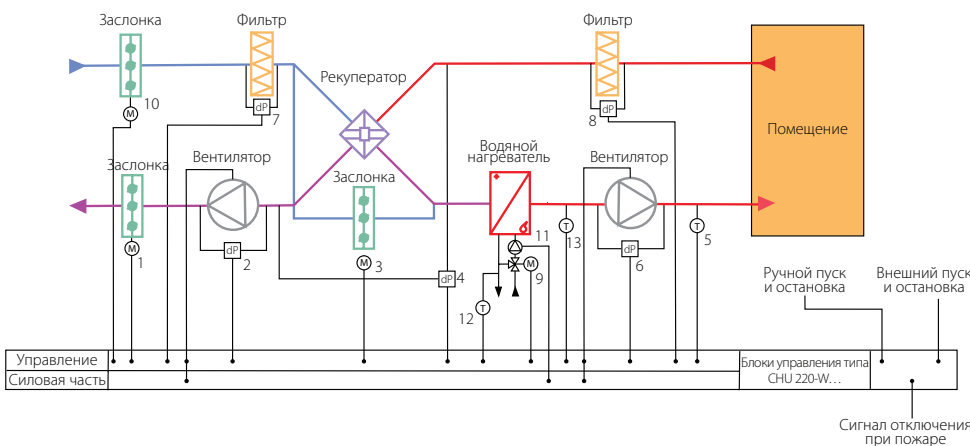 Заслонка
Фильтр
Фильтр
Рекуператор
M
10
dP
7
dP
8
Помещение
Заслонка
Вентилятор
Водяной
нагреватель
Вентилятор
Заслонка
M
1
dP
2
M
3
dP
4
11
T
13
dP
6
T
5
M
9
T
12
Ручной пуск
и остановка
Внешний пуск
и остановка
Управление
Силовая часть
Блоки управления типа
CHU 220-W...
Сигнал отключения
при пожаре